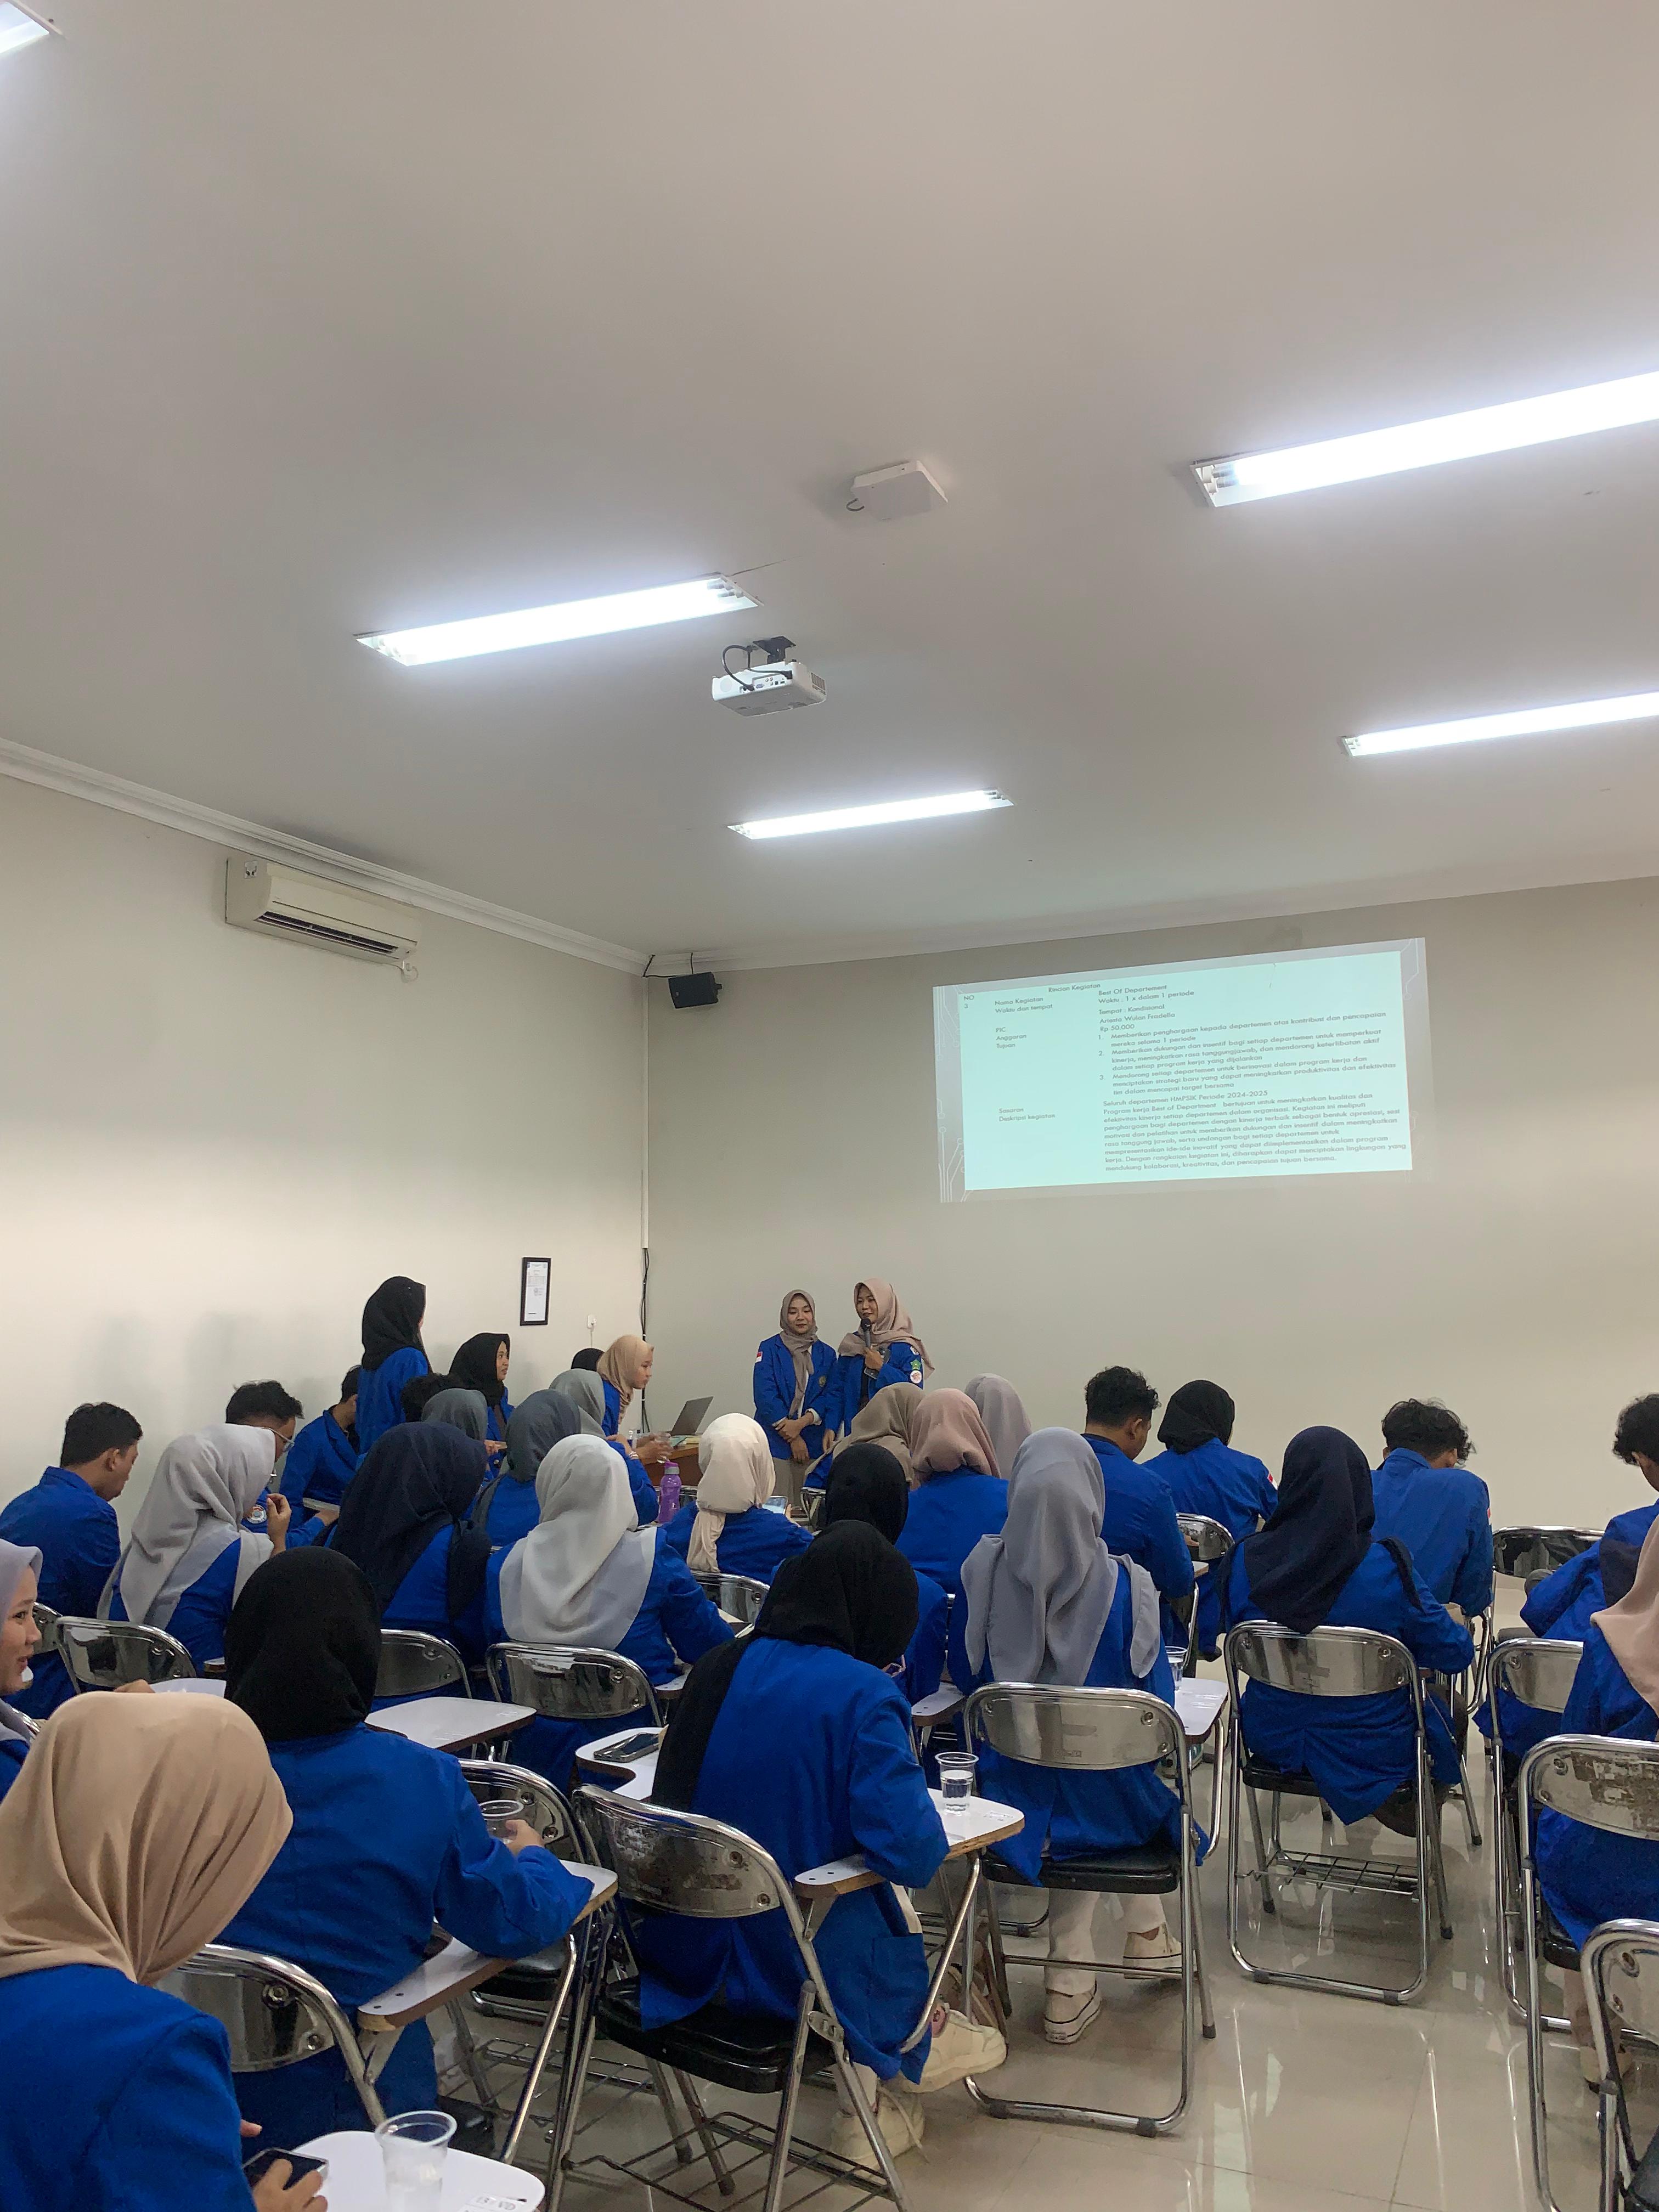 Rincian Kegiatan
NO
3
Nama Kegiatan
Best Of Departement
Waktu dan tempat
Waktu : 1 x dalam 1 periode
Tempat : Kondisional
PIC
Wulan Fradella
Anggaran
Rp 50.000
Tujuan
1. Memberikan penghargaan kepada departemen atas kontribusi dan pencapaian
mereka selama 1 periode
2. Memberikan dukungan dan insentif bagi setiap departemen untuk memperkuat
kinerja, meningkatkan rasa tanggungjawab, dan mendorong keterlibatan aktif
dalam setiap program kerja yang dijalankan
3. Mendorong setiap departemen untuk berinovasi dalam program kerja dan
menciptakan strategi baru yang dapat meningkatkan produktivitas dan efektivitas
tim dalam mencapai target bersama
Sasaran
Seluruh departemen HMPSIK Periode 2024-2025
Deskripsi kegiatan
Program kerja Best of Department bertujuan untuk meningkatkan kualitas dan
efektivitas kinerja setiap departemen dalam organisasi. Kegiatan ini meliputi
penghargaan bagi departemen dengan kinerja terbaik sebagai bentuk apresiasi, sesi
motivasi dan pelatihan untuk memberikan dukungan dan insentif dalam meningkatkan
rasa tanggung jawab, serta undangan bagi setiap departemen untuk
mempresentasikan ide-ide inovatif yang dapat diimplementasikan dalam program
kerja. Dengan rangkaian kegiatan ini, diharapkan dapat menciptakan lingkungan yang
mendukung kolaborasi, kreativitas, dan pencapaian tujuan bersama.